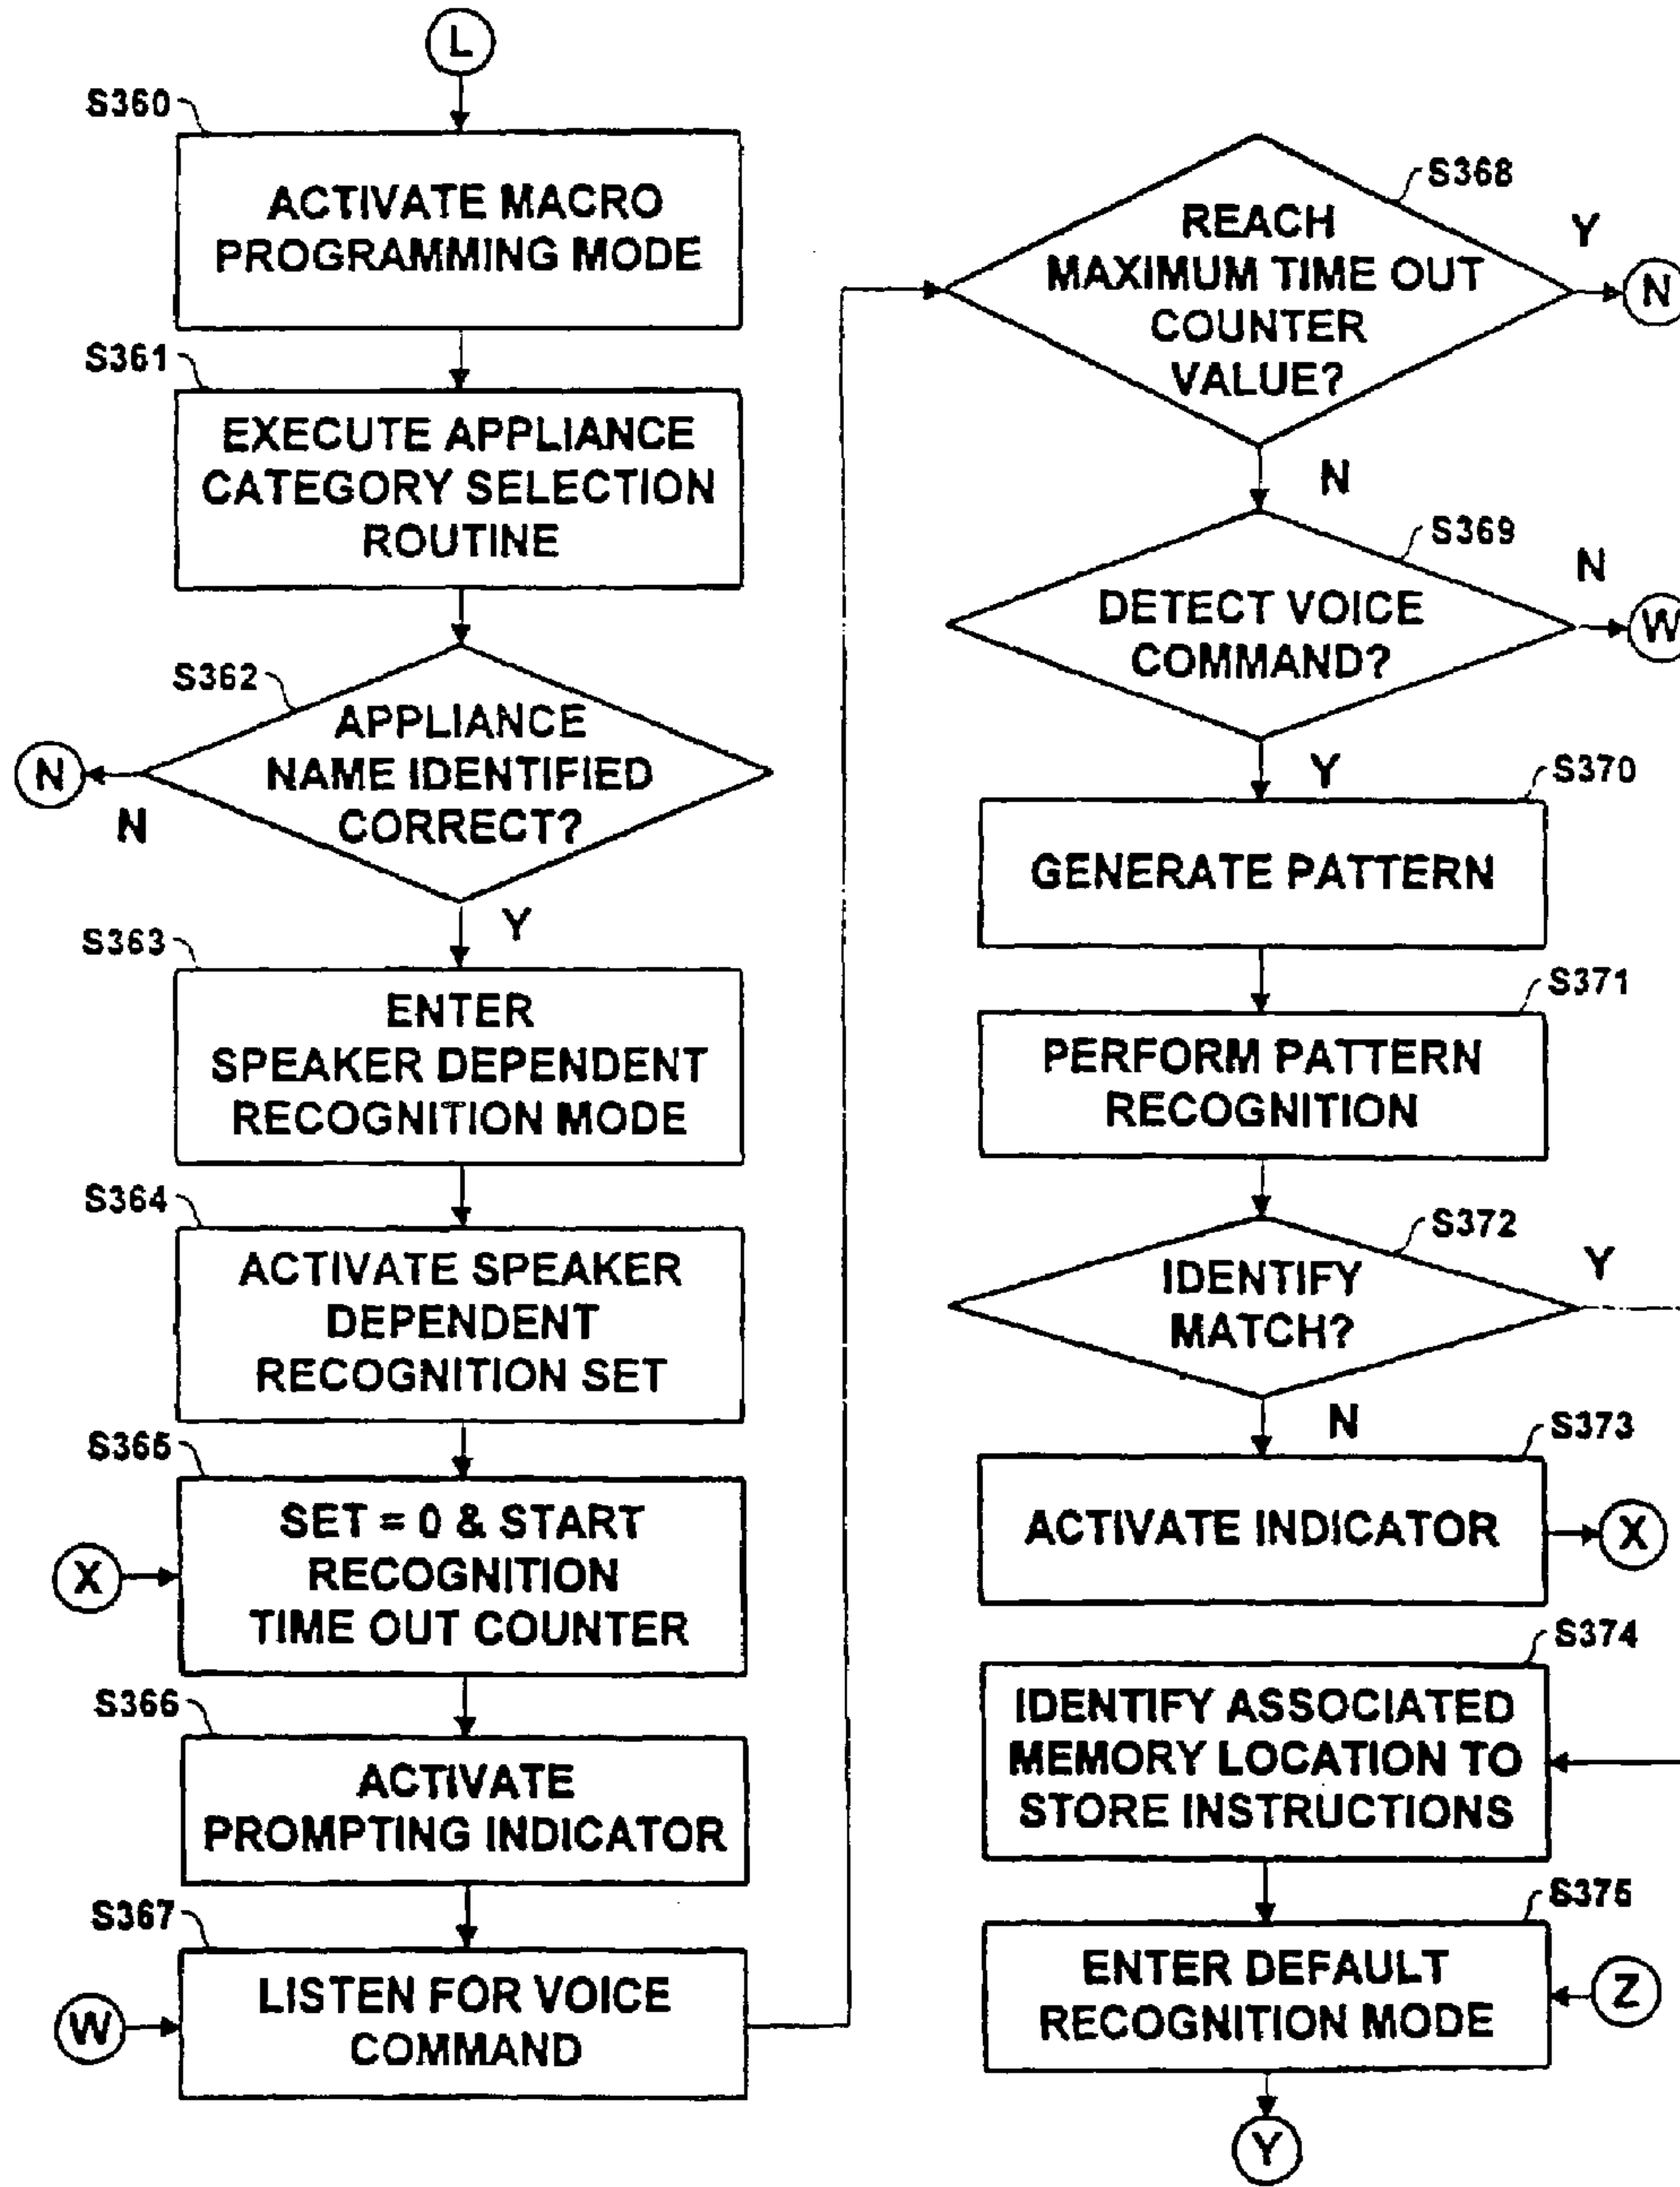 L
S360
ACTIVATE MACRO
PROGRAMMING MODE
S361
EXECUTE APPLIANCE
CATEGORY SELECTION
ROUTINE
S362
APPLIANCE
NAME IDENTIFIED
CORRECT?
N
N
Y
S363
ENTER
SPEAKER DEPENDENT
RECOGNITION MODE
S364
ACTIVATE SPEAKER
DEPENDENT
RECOGNITION SET
S365
X
SET = 0 & START
RECOGNITION
TIME OUT COUNTER
S366
ACTIVATE
PROMPTING INDICATOR
S367
W
LISTEN FOR VOICE
COMMAND
S368
REACH
MAXIMUM TIME OUT
COUNTER
VALUE?
Y
N
N
S369
DETECT VOICE
COMMAND?
N
W
Y
S370
GENERATE PATTERN
S371
PERFORM PATTERN
RECOGNITION
S372
IDENTIFY
MATCH?
Y
N
S373
ACTIVATE INDICATOR
X
S374
IDENTIFY ASSOCIATED
MEMORY LOCATION TO
STORE INSTRUCTIONS
S375
ENTER DEFAULT
RECOGNITION MODE
Z
Y